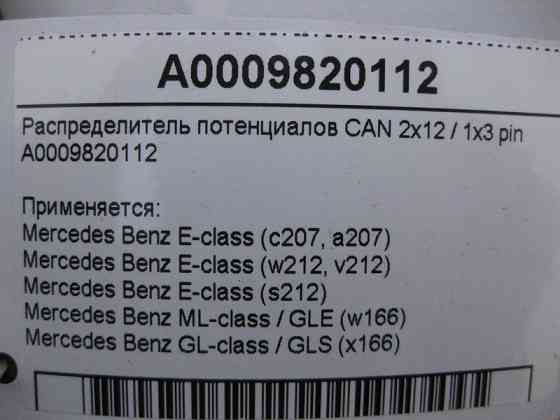 A0009820112
Распределитель потенциалов CAN 2x12 / 1x3 pin
A0009820112
Применяется:
Mercedes Benz E-class (c207, a207)
Mercedes Benz E-class (w212, v212)
Mercedes Benz E-class (s212)
Mercedes Benz ML-class / GLE (w166)
Mercedes Benz GL-class / GLS (x166)